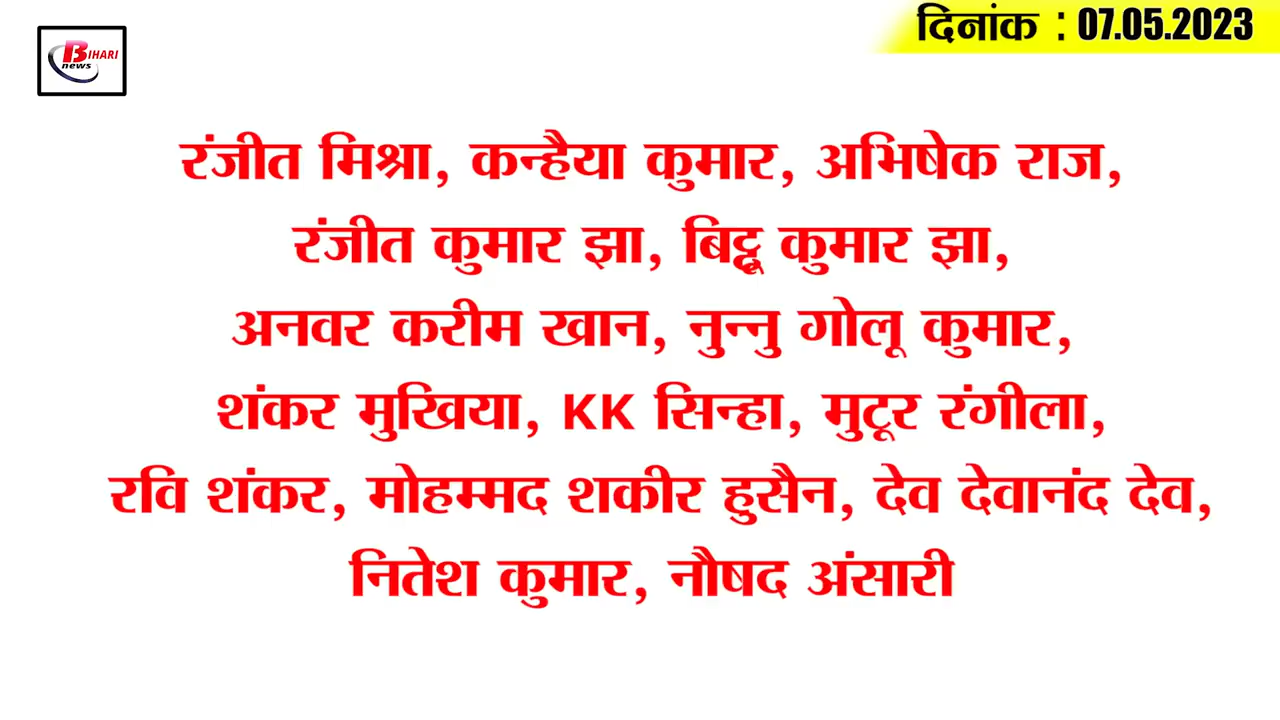 दिनांक : 07.05.2023
BIHARI
news
रंजीत मिश्रा, कन्हैया कुमार, अभिषेक राज,
रंजीत कुमार झा, बिट्टू कुमार झा,
अनवर करीम खान, नुन्नु गोलू कुमार,
शंकर मुखिया, KK सिन्हा, मुटूर रंगीला,
रवि शंकर, मोहम्मद शकीर हुसैन, देव देवानंद देव,
नितेश कुमार, नौषद अंसारी